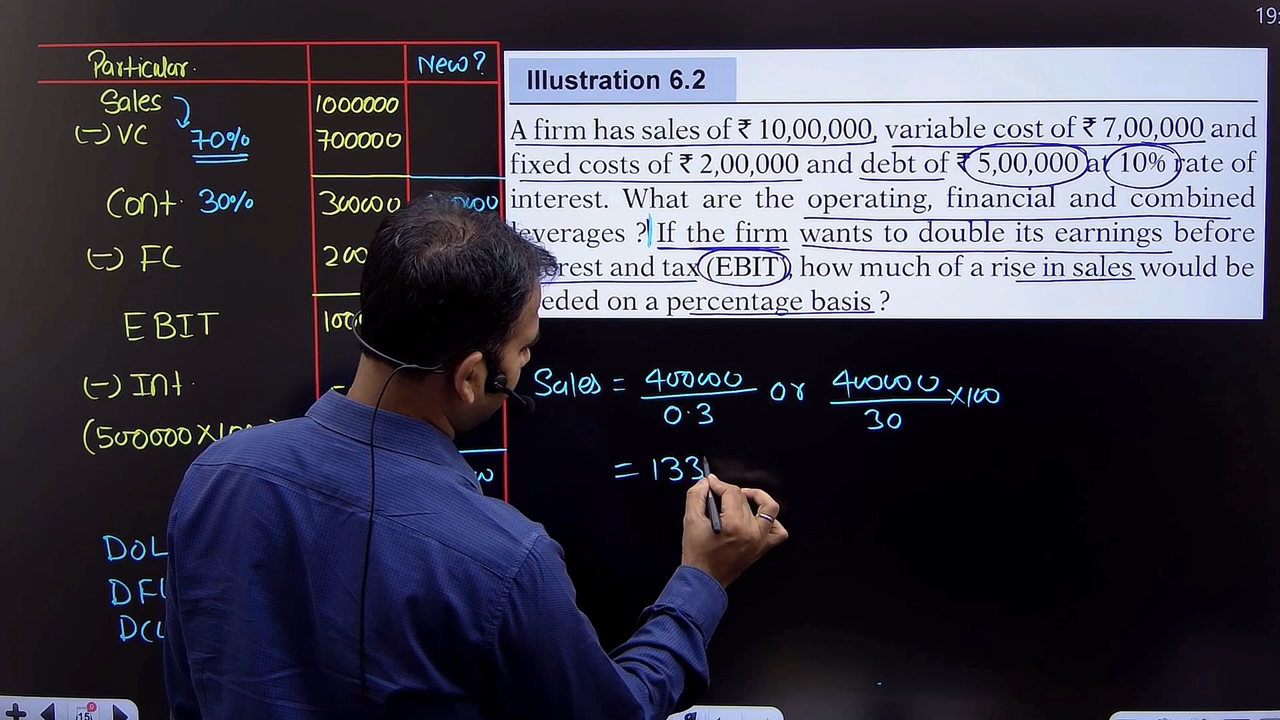 19:
Particular. New?
Sales 1000000
(-) VC 70% 700000
Cont. 30% 300000
(-) FC
EBIT
(-) Int.
DOL
Illustration 6.2
A firm has sales of ₹ 10,00,000, variable cost of ₹ 7,00,000 and
fixed costs of ₹ 2,00,000 and debt of ₹ 5,00,000 at 10% rate of
interest. What are the operating, financial and combined
leverages ? If the firm wants to double its earnings before
and tax (EBIT), how much of a rise in sales would be
on a percentage basis ?
Sales = 400000 / 0.3 or 400000 / 30 ×100
= 133
15